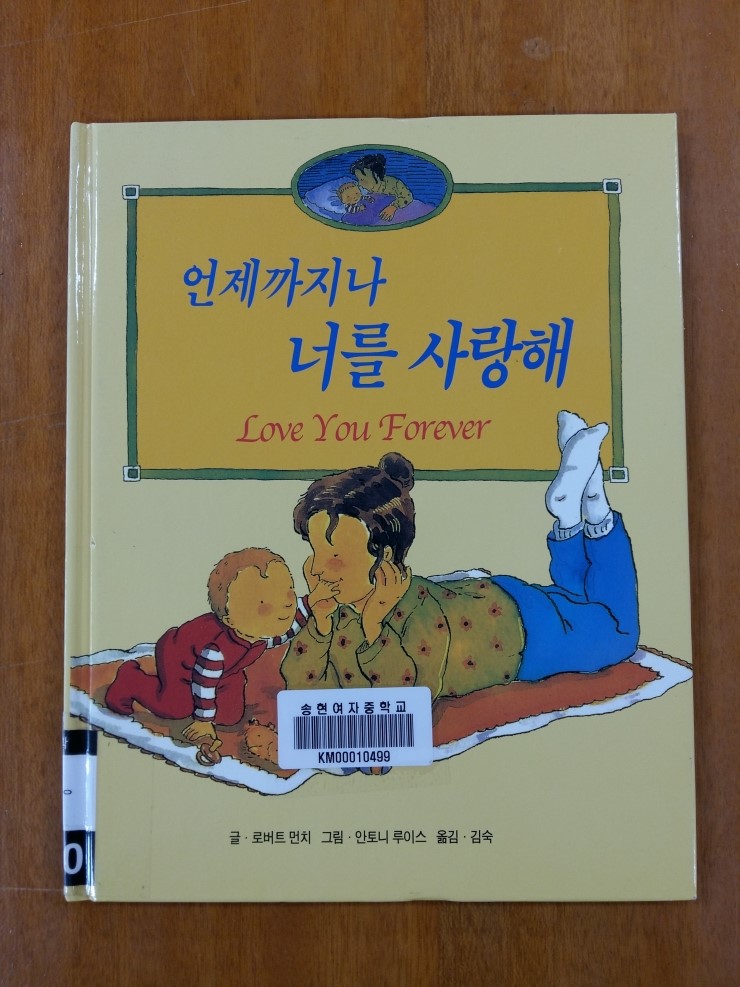 언제까지나
너를 사랑해
Love You Forever
송현여자중학교
KM00010499
글·로버트 먼치 그림·안토니 루이스 옮김·김숙
0